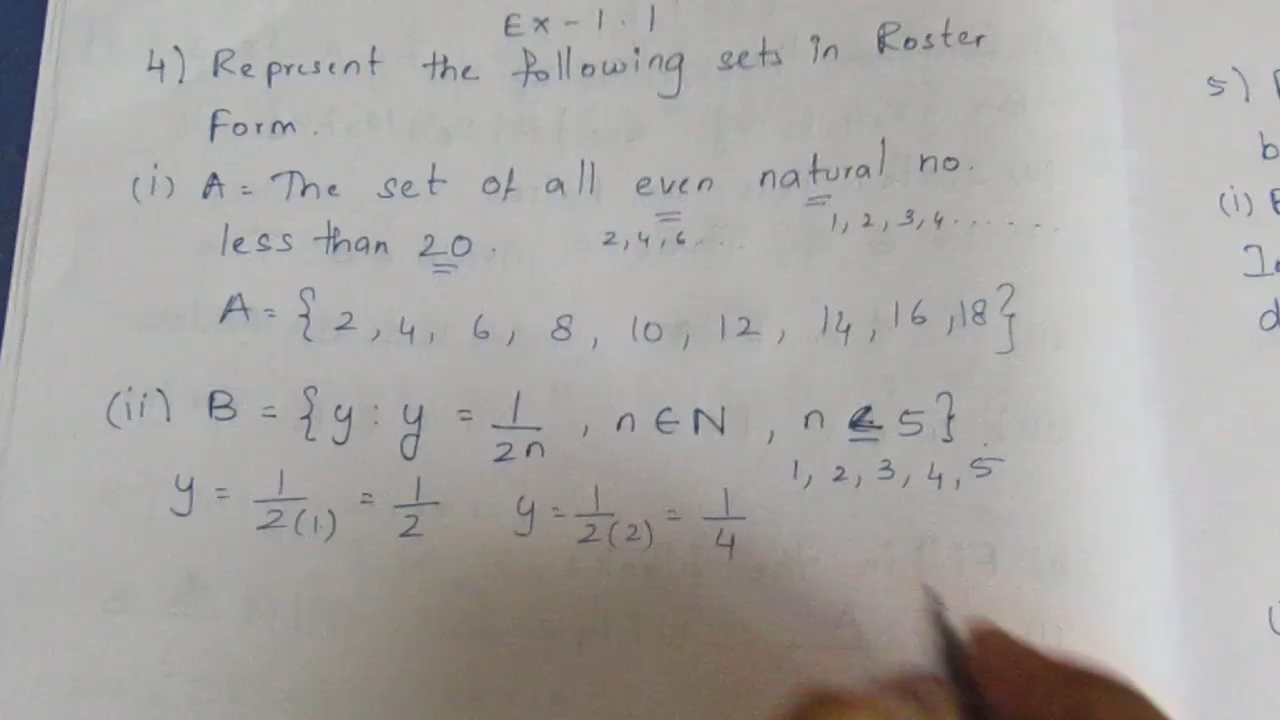 Ex - 1.1
4) Represent the following sets in Roster
Form.
(i) A = The set of all even natural no.
1, 2, 3, 4 . . . . . .
less than 20.
2, 4, 6 . . . .
A = { 2 , 4, 6, 8, 10, 12, 14, 16, 18 }
(ii) B = { y : y = 1/2n , n ∈ N , n ≤ 5 } .
1, 2, 3, 4, 5
y = 1/2(1) = 1/2 y = 1/2(2) = 1/4
5)
b
(i)
d